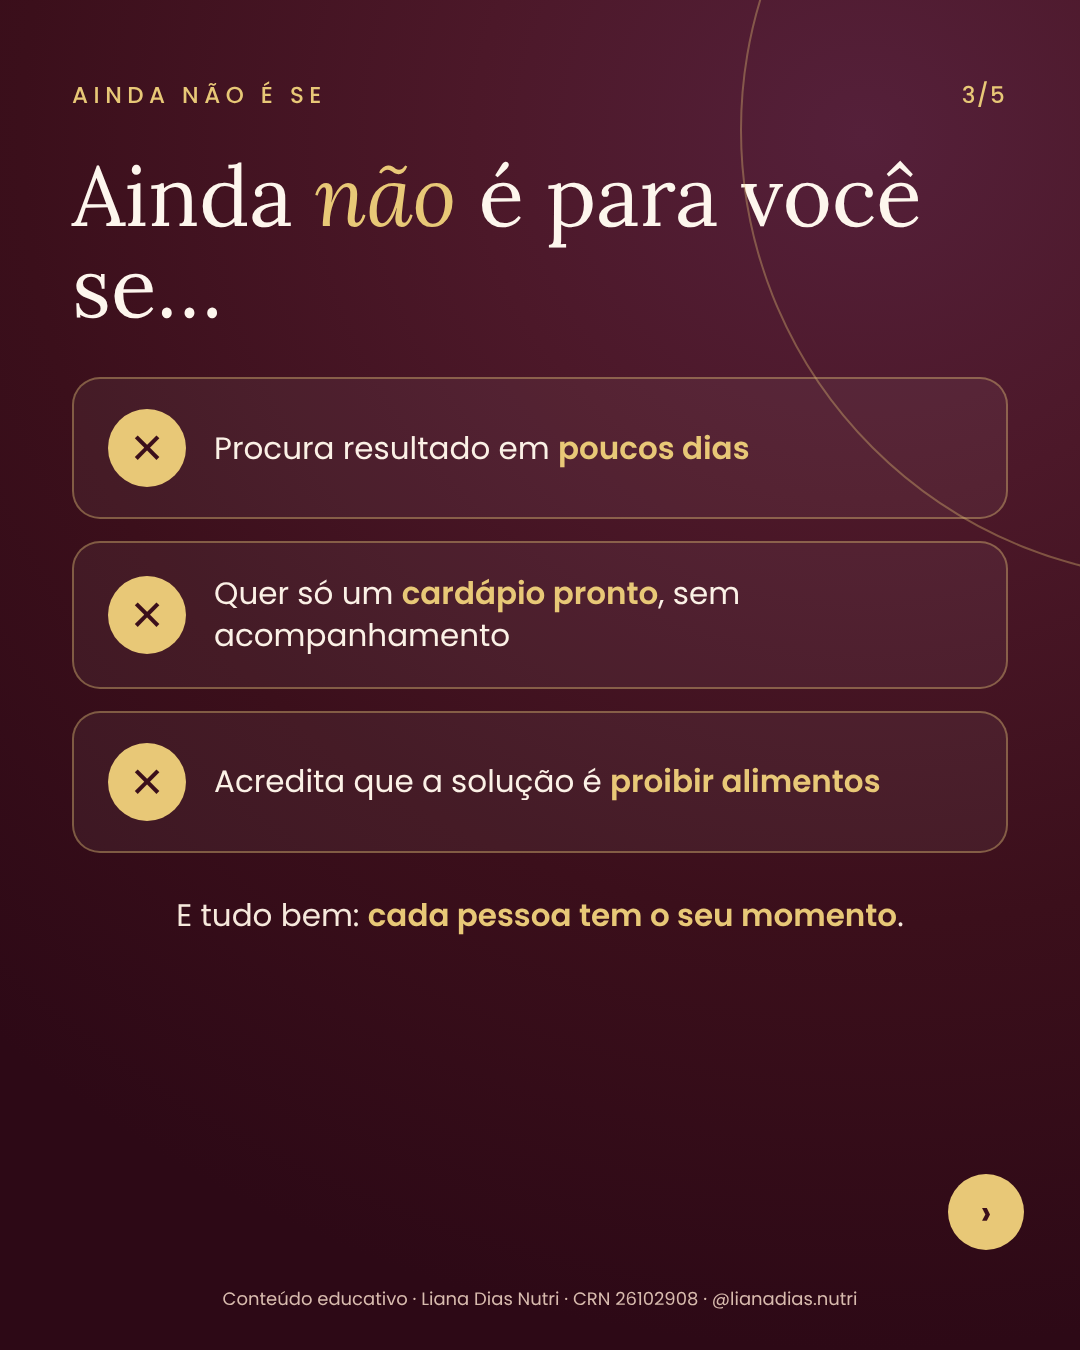 AINDA NÃO É SE
3/5
Ainda não é para você
se...
Procura resultado em poucos dias
Quer só um cardápio pronto, sem
acompanhamento
Acredita que a solução é proibir alimentos
E tudo bem: cada pessoa tem o seu momento.
›
Conteúdo educativo · Liana Dias Nutri · CRN 26102908 · @lianadias.nutri